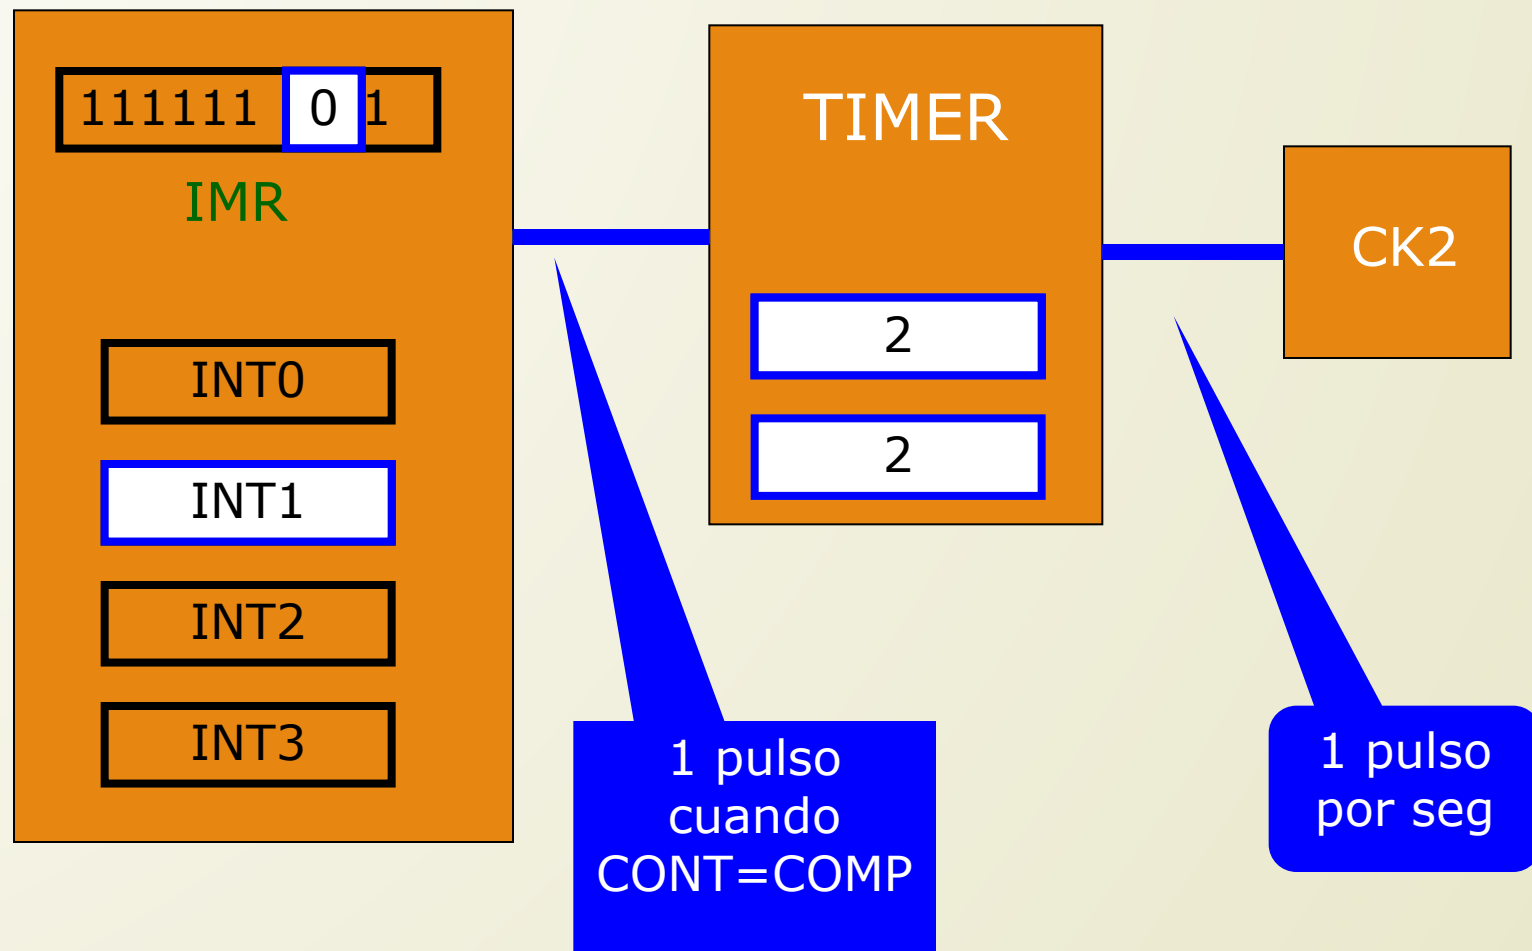 111111 0 1
IMR
INT0
INT1
INT2
INT3
TIMER
2
2
CK2
1 pulso
cuando
CONT=COMP
1 pulso
por seg